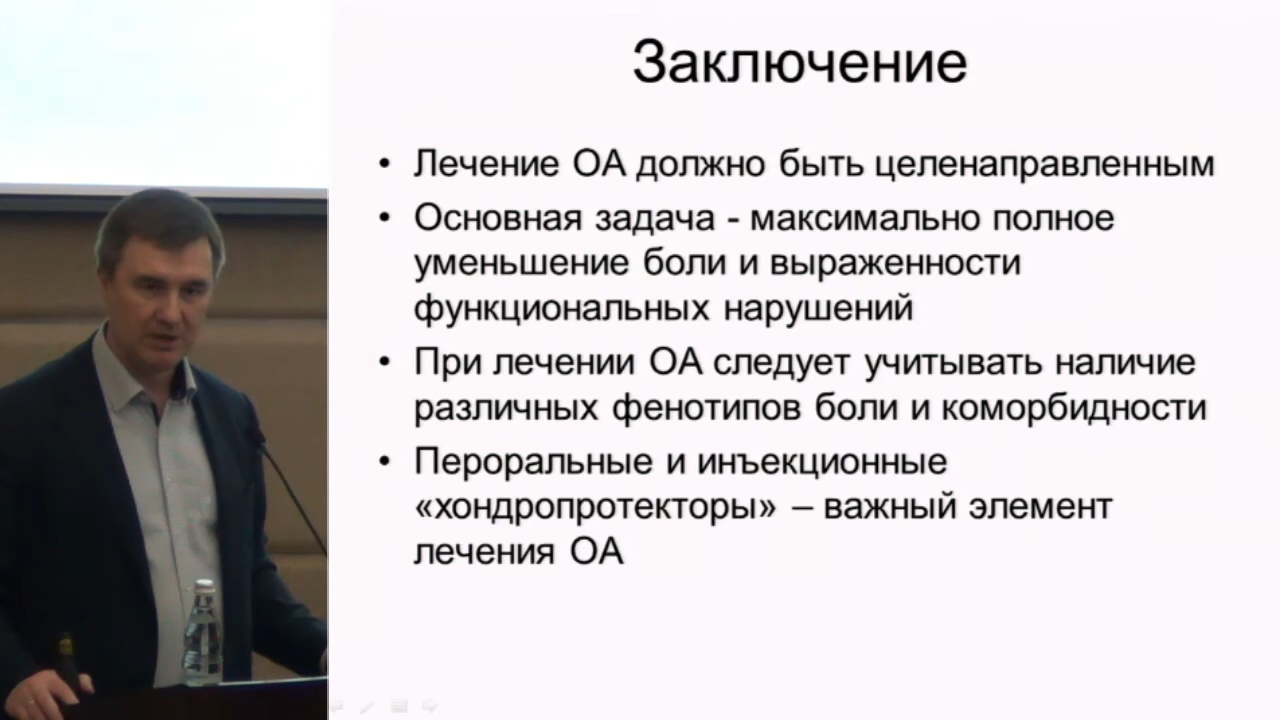 Заключение
• Лечение ОА должно быть целенаправленным
• Основная задача - максимально полное
уменьшение боли и выраженности
функциональных нарушений
• При лечении ОА следует учитывать наличие
различных фенотипов боли и коморбидности
• Пероральные и инъекционные
«хондропротекторы» – важный элемент
лечения ОА